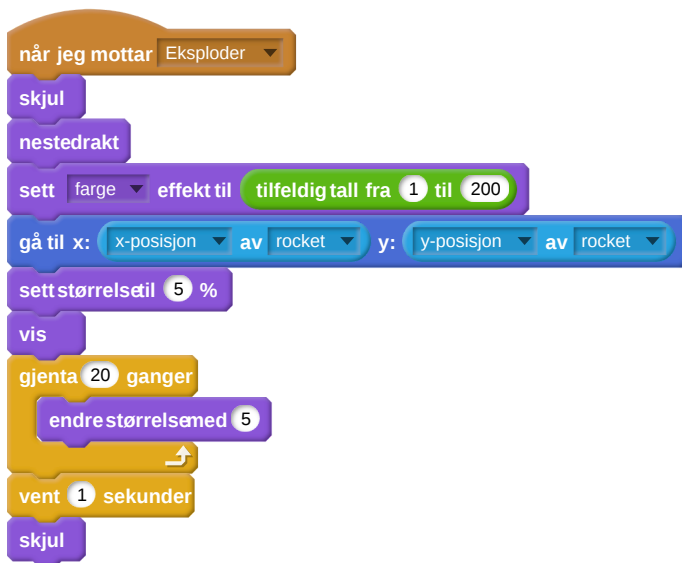 når jeg mottar Eksploder
skjul
nestedrakt
sett farge effekt til tilfeldig tall fra 1 til 200
gå til x: x-posisjon av rocket y: y-posisjon av rocket
sett størrelse til 5 %
vis
gjenta 20 ganger
endre størrelse med 5
vent 1 sekunder
skjul